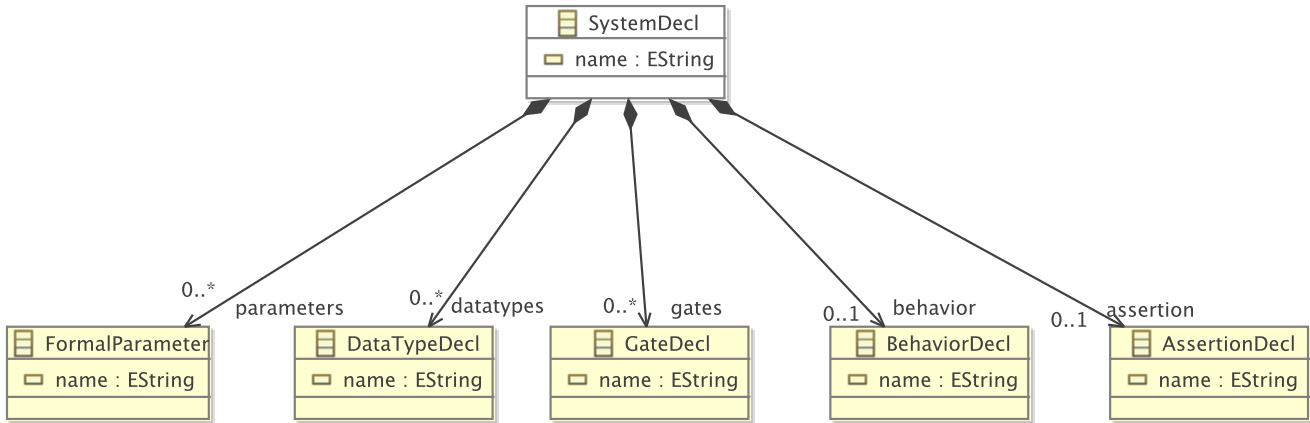 SystemDecl
name : EString
0..*
parameters
0..*
datatypes
0..*
gates
0..1
behavior
0..1
assertion
FormalParameter
name : EString
DataTypeDecl
name : EString
GateDecl
name : EString
BehaviorDecl
name : EString
AssertionDecl
name : EString